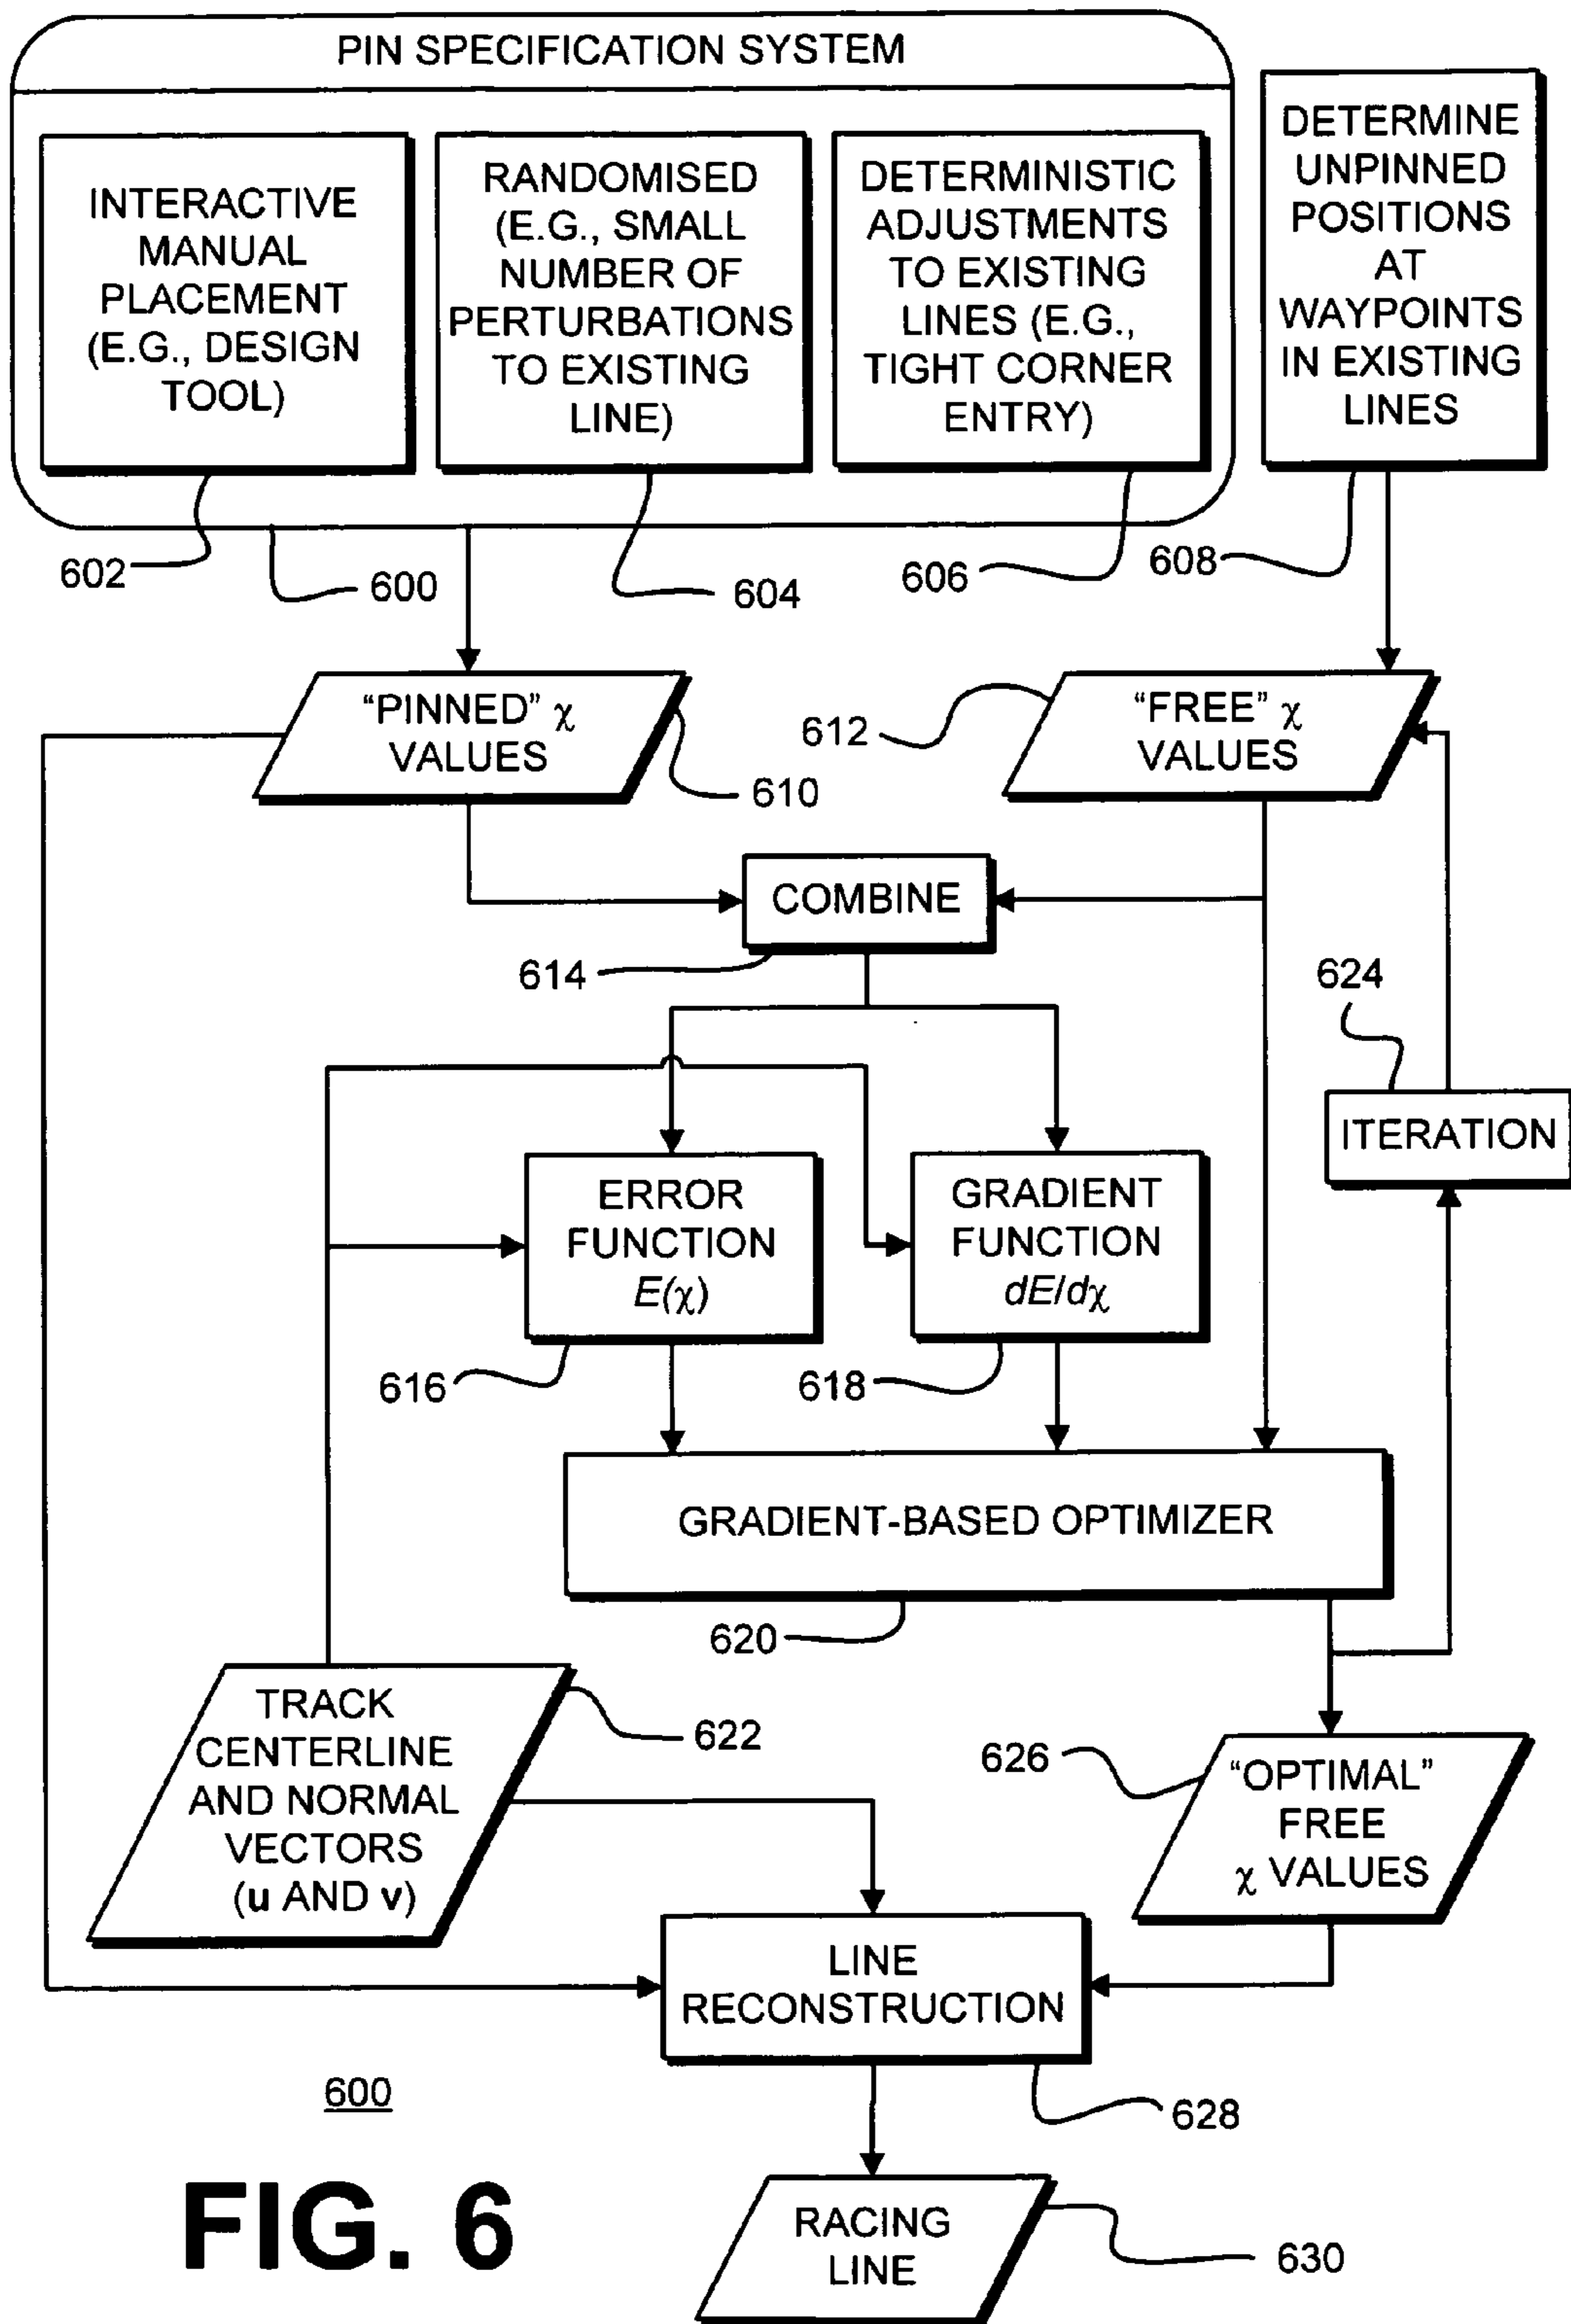 PIN SPECIFICATION SYSTEM
INTERACTIVE
MANUAL
PLACEMENT
(E.G., DESIGN
TOOL)
RANDOMISED
(E.G., SMALL
NUMBER OF
PERTURBATIONS
TO EXISTING
LINE)
DETERMINISTIC
ADJUSTMENTS
TO EXISTING
LINES (E.G.,
TIGHT CORNER
ENTRY)
DETERMINE
UNPINNED
POSITIONS
AT
WAYPOINTS
IN EXISTING
LINES
602
600
604
606
608
“PINNED” χ
VALUES
610
612
“FREE” χ
VALUES
COMBINE
614
624
ITERATION
ERROR
FUNCTION
E(χ)
GRADIENT
FUNCTION
dE/dχ
616
618
GRADIENT-BASED OPTIMIZER
620
TRACK
CENTERLINE
AND NORMAL
VECTORS
(u AND v)
622
626
“OPTIMAL”
FREE
χ VALUES
LINE
RECONSTRUCTION
628
600
FIG. 6
RACING
LINE
630